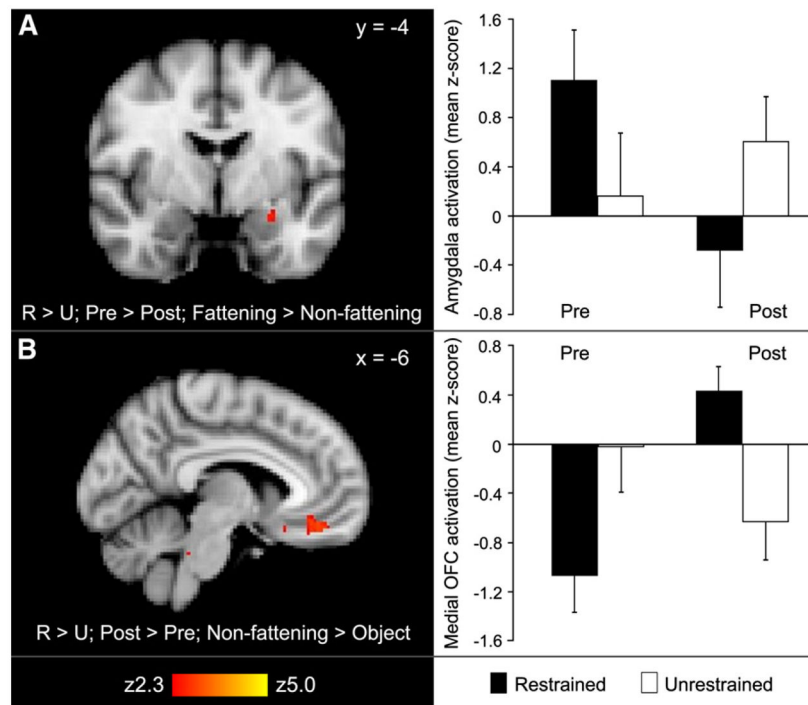 A
y = -4
R > U; Pre > Post; Fattening > Non-fattening
Amygdala activation (mean z-score)
1.6
1.2
0.8
0.4
0
-0.4
-0.8
Pre
Post
B
x = -6
R > U; Post > Pre; Non-fattening > Object
Medial OFC activation (mean z-score)
0.8
0.4
0
-0.4
-0.8
-1.2
-1.6
Pre
Post
z2.3
z5.0
Restrained
Unrestrained